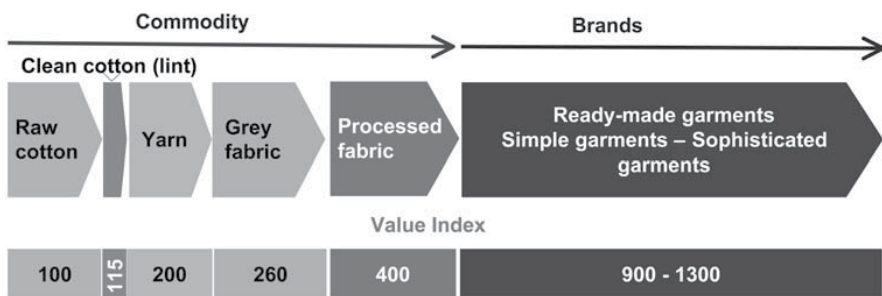 Commodity
Brands
Clean cotton (lint)
Raw
cotton
Yarn
Grey
fabric
Processed
fabric
Ready-made garments
Simple garments – Sophisticated
garments
Value Index
100
115
200
260
400
900 - 1300